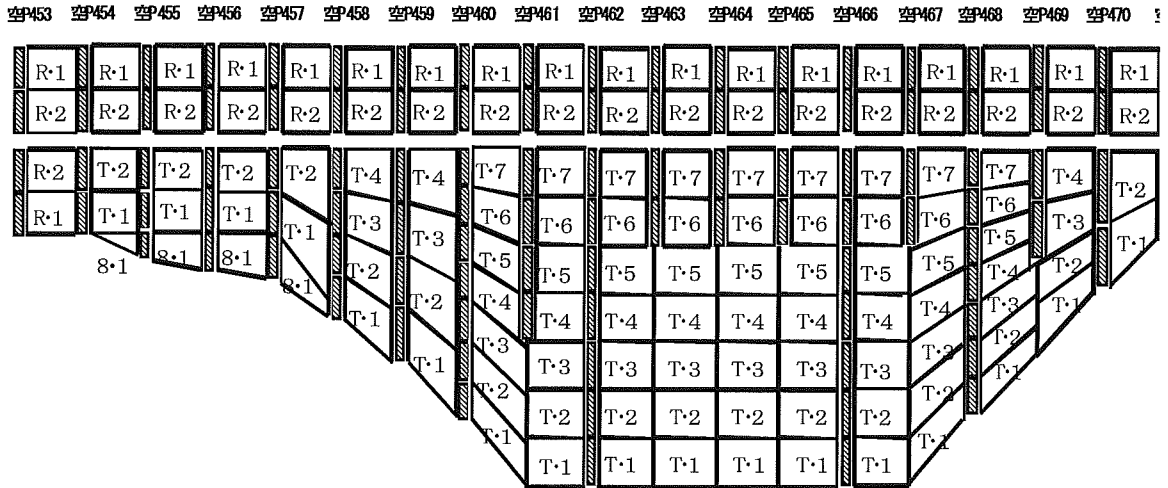 空P453 空P454 空P455 空P456 空P457 空P458 空P459 空P460 空P461 空P462 空P463 空P464 空P465 空P466 空P467 空P468 空P469 空P470
R·1 R·1 R·1 R·1 R·1 R·1 R·1 R·1 R·1 R·1 R·1 R·1 R·1 R·1 R·1 R·1 R·1 R·1
R·2 R·2 R·2 R·2 R·2 R·2 R·2 R·2 R·2 R·2 R·2 R·2 R·2 R·2 R·2 R·2 R·2 R·2
R·2 T·2 T·2 T·2 T·2 T·4 T·4 T·7 T·7 T·7 T·7 T·7 T·7 T·7 T·7 T·7 T·4 T·2
R·1 T·1 T·1 T·1 T·1 T·3 T·3 T·6 T·6 T·6 T·6 T·6 T·6 T·6 T·6 T·6 T·3 T·1
8·1 8·1 8·1 8·1 T·2 T·2 T·5 T·5 T·5 T·5 T·5 T·5 T·5 T·5 T·5 T·2
T·1 T·1 T·4 T·4 T·4 T·4 T·4 T·4 T·4 T·4 T·4 T·1
T·3 T·3 T·3 T·3 T·3 T·3 T·3 T·3 T·3
T·2 T·2 T·2 T·2 T·2 T·2 T·2 T·2 T·2
T·1 T·1 T·1 T·1 T·1 T·1 T·1 T·1 T·1